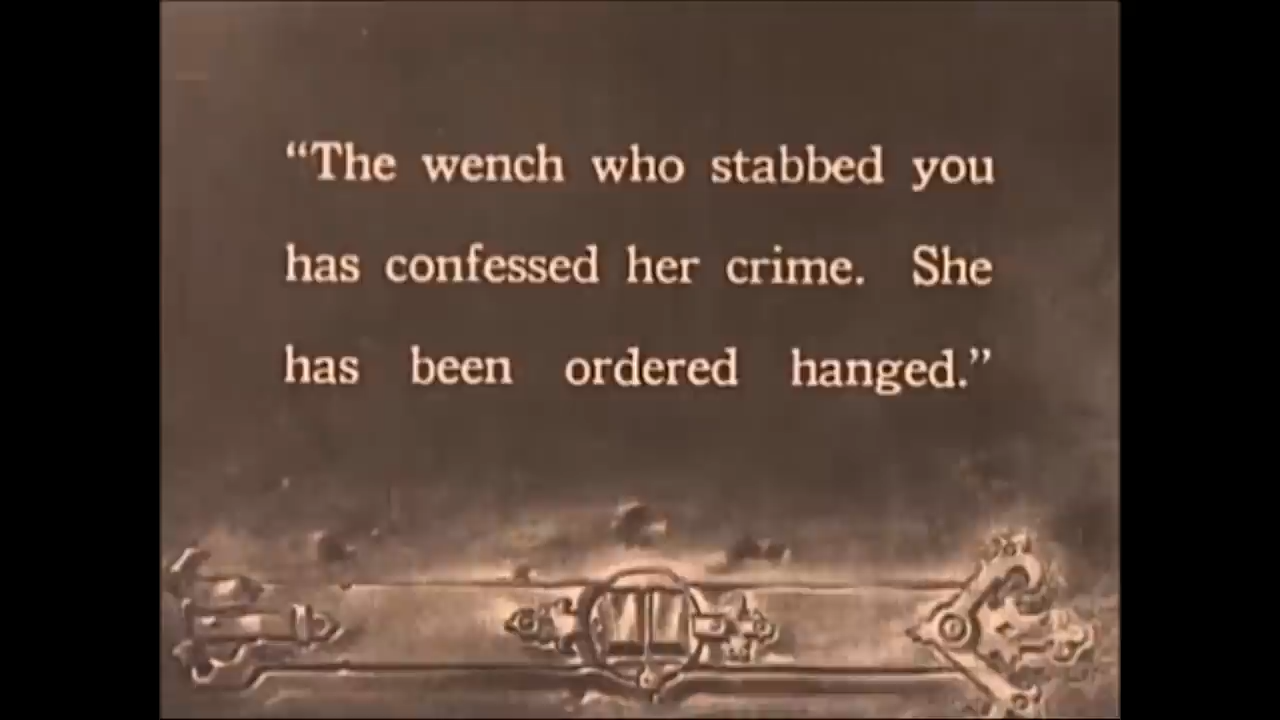 “The wench who stabbed you
has confessed her crime. She
has been ordered hanged.”